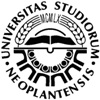 UNIVERSITAS STUDIORUM
MCMLX
NEOPLANTENSIS